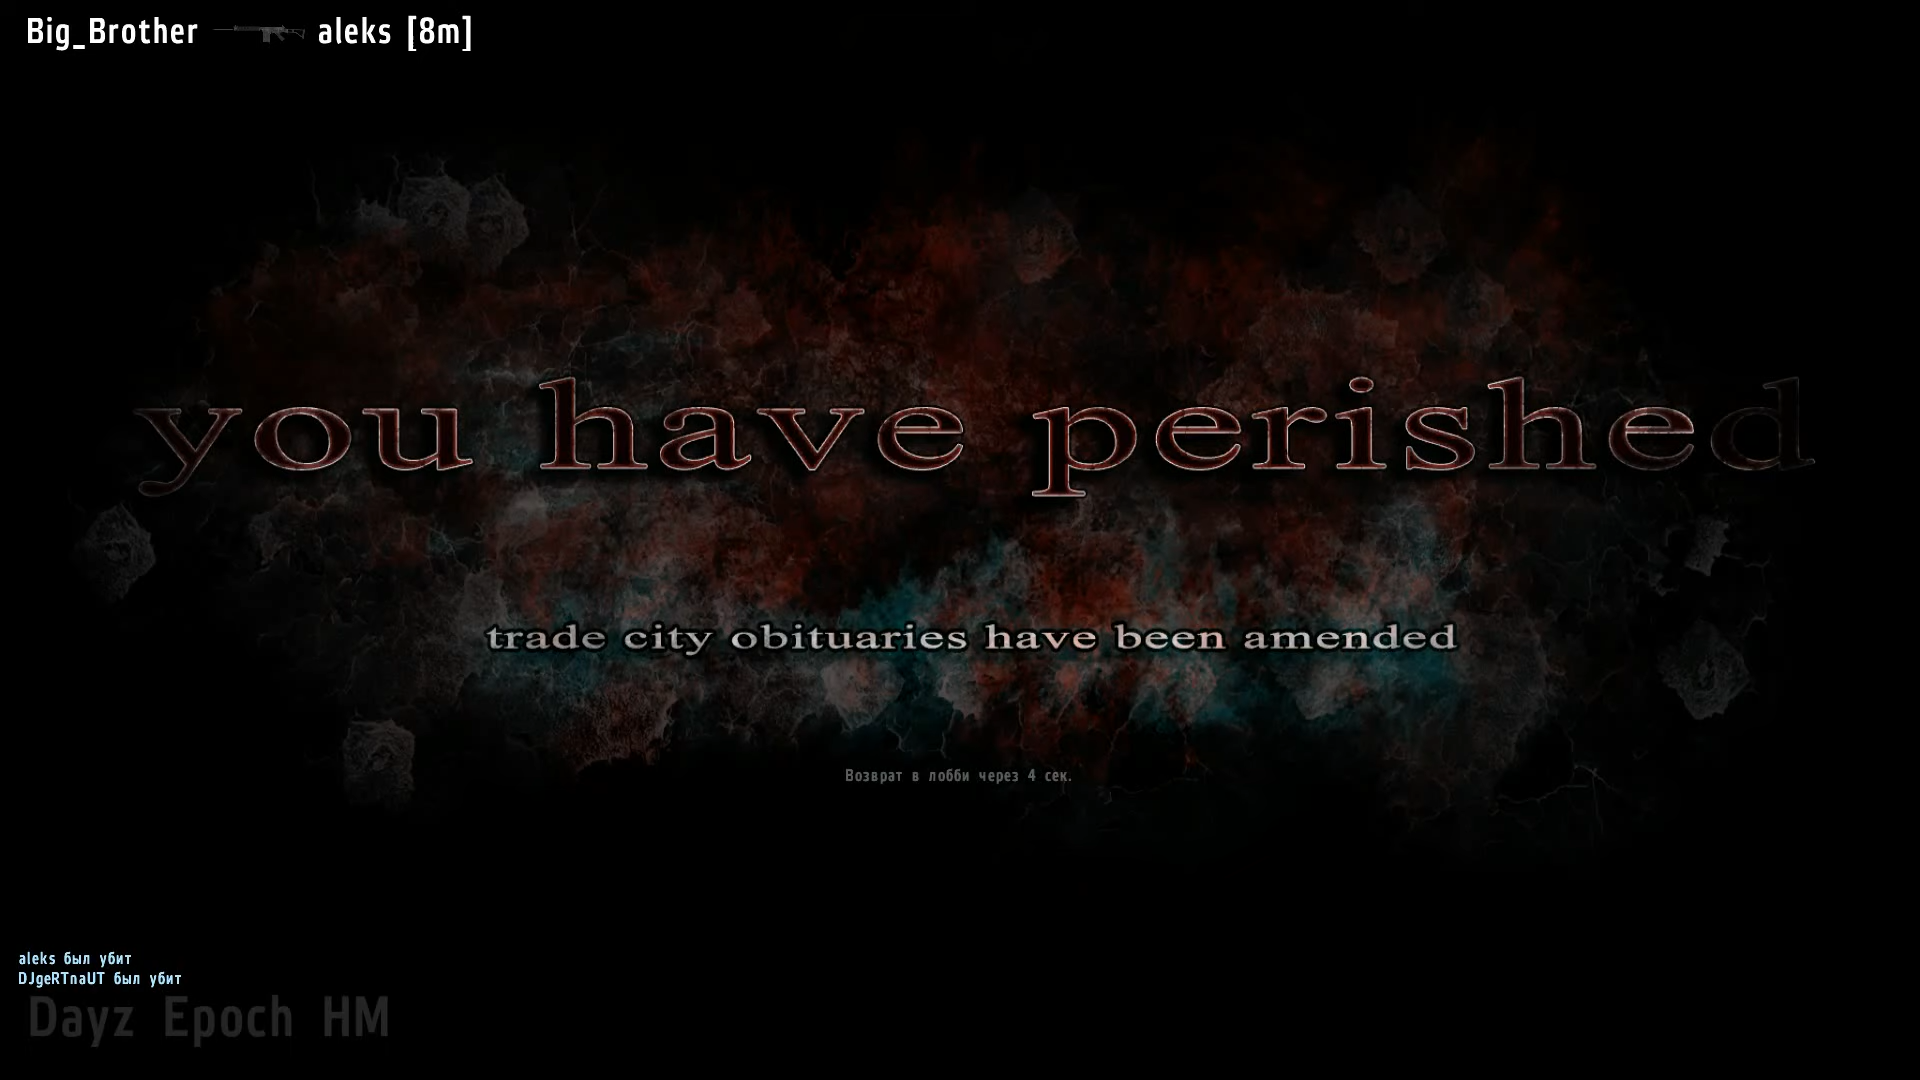 Big_Brother aleks [8m]
you have perished
trade city obituaries have been amended
Возврат в лобби через 4 сек.
aleks был убит
DJgeRTnaUT был убит
Dayz Epoch HM